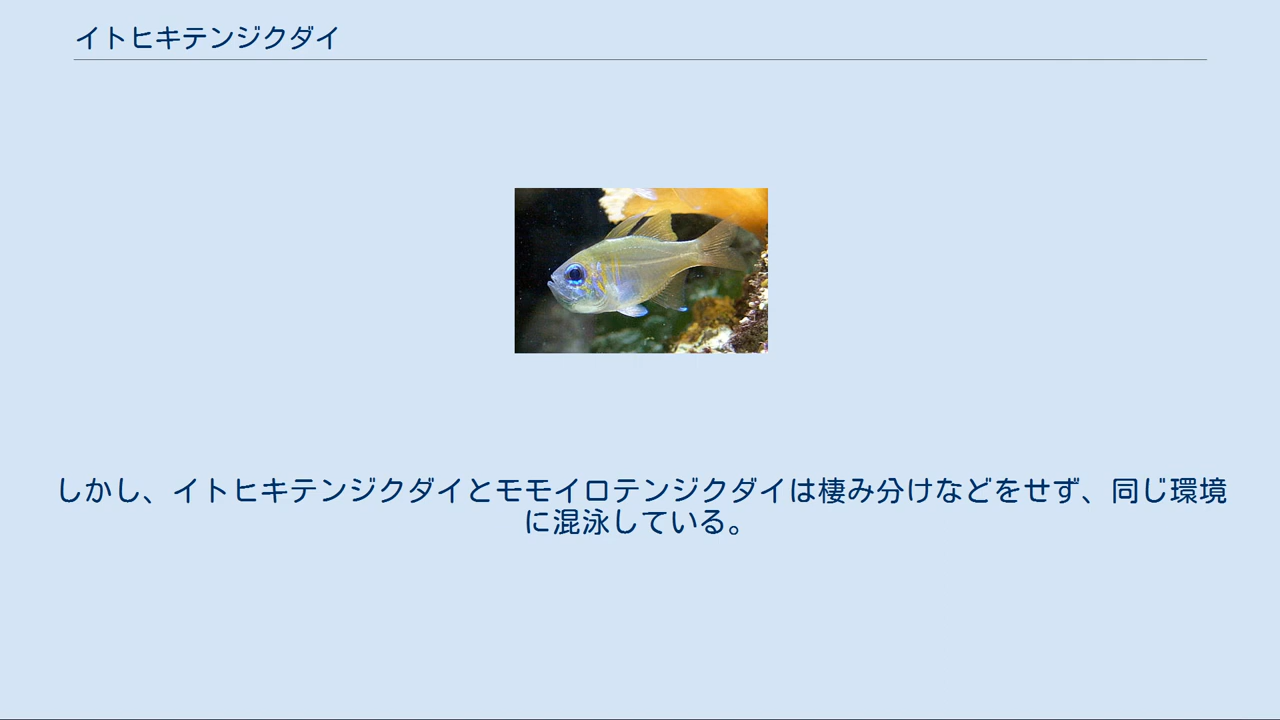 イトヒキテンジクダイ
しかし、イトヒキテンジクダイとモモイロテンジクダイは棲み分けなどをせず、同じ環境
に混泳している。